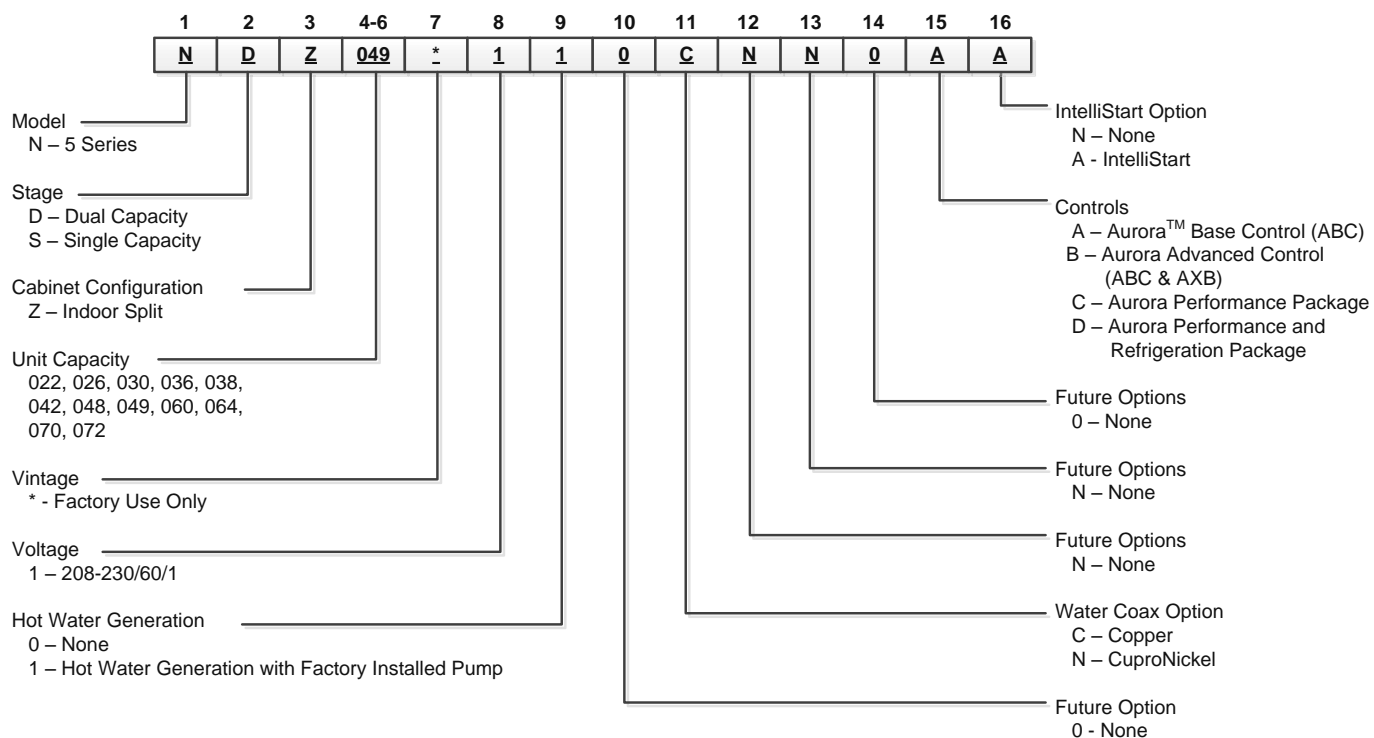 1 2 3 4-6 7 8 9 10 11 12 13 14 15 16
N D Z 049 * 1 1 0 C N N 0 A A
Model
N – 5 Series
Stage
D – Dual Capacity
S – Single Capacity
Cabinet Configuration
Z – Indoor Split
Unit Capacity
022, 026, 030, 036, 038,
042, 048, 049, 060, 064,
070, 072
Vintage
* - Factory Use Only
Voltage
1 – 208-230/60/1
Hot Water Generation
0 – None
1 – Hot Water Generation with Factory Installed Pump
IntelliStart Option
N – None
A - IntelliStart
Controls
A – Aurora™ Base Control (ABC)
B – Aurora Advanced Control
(ABC & AXB)
C – Aurora Performance Package
D – Aurora Performance and
Refrigeration Package
Future Options
0 – None
Future Options
N – None
Future Options
N – None
Water Coax Option
C – Copper
N – CuproNickel
Future Option
0 - None